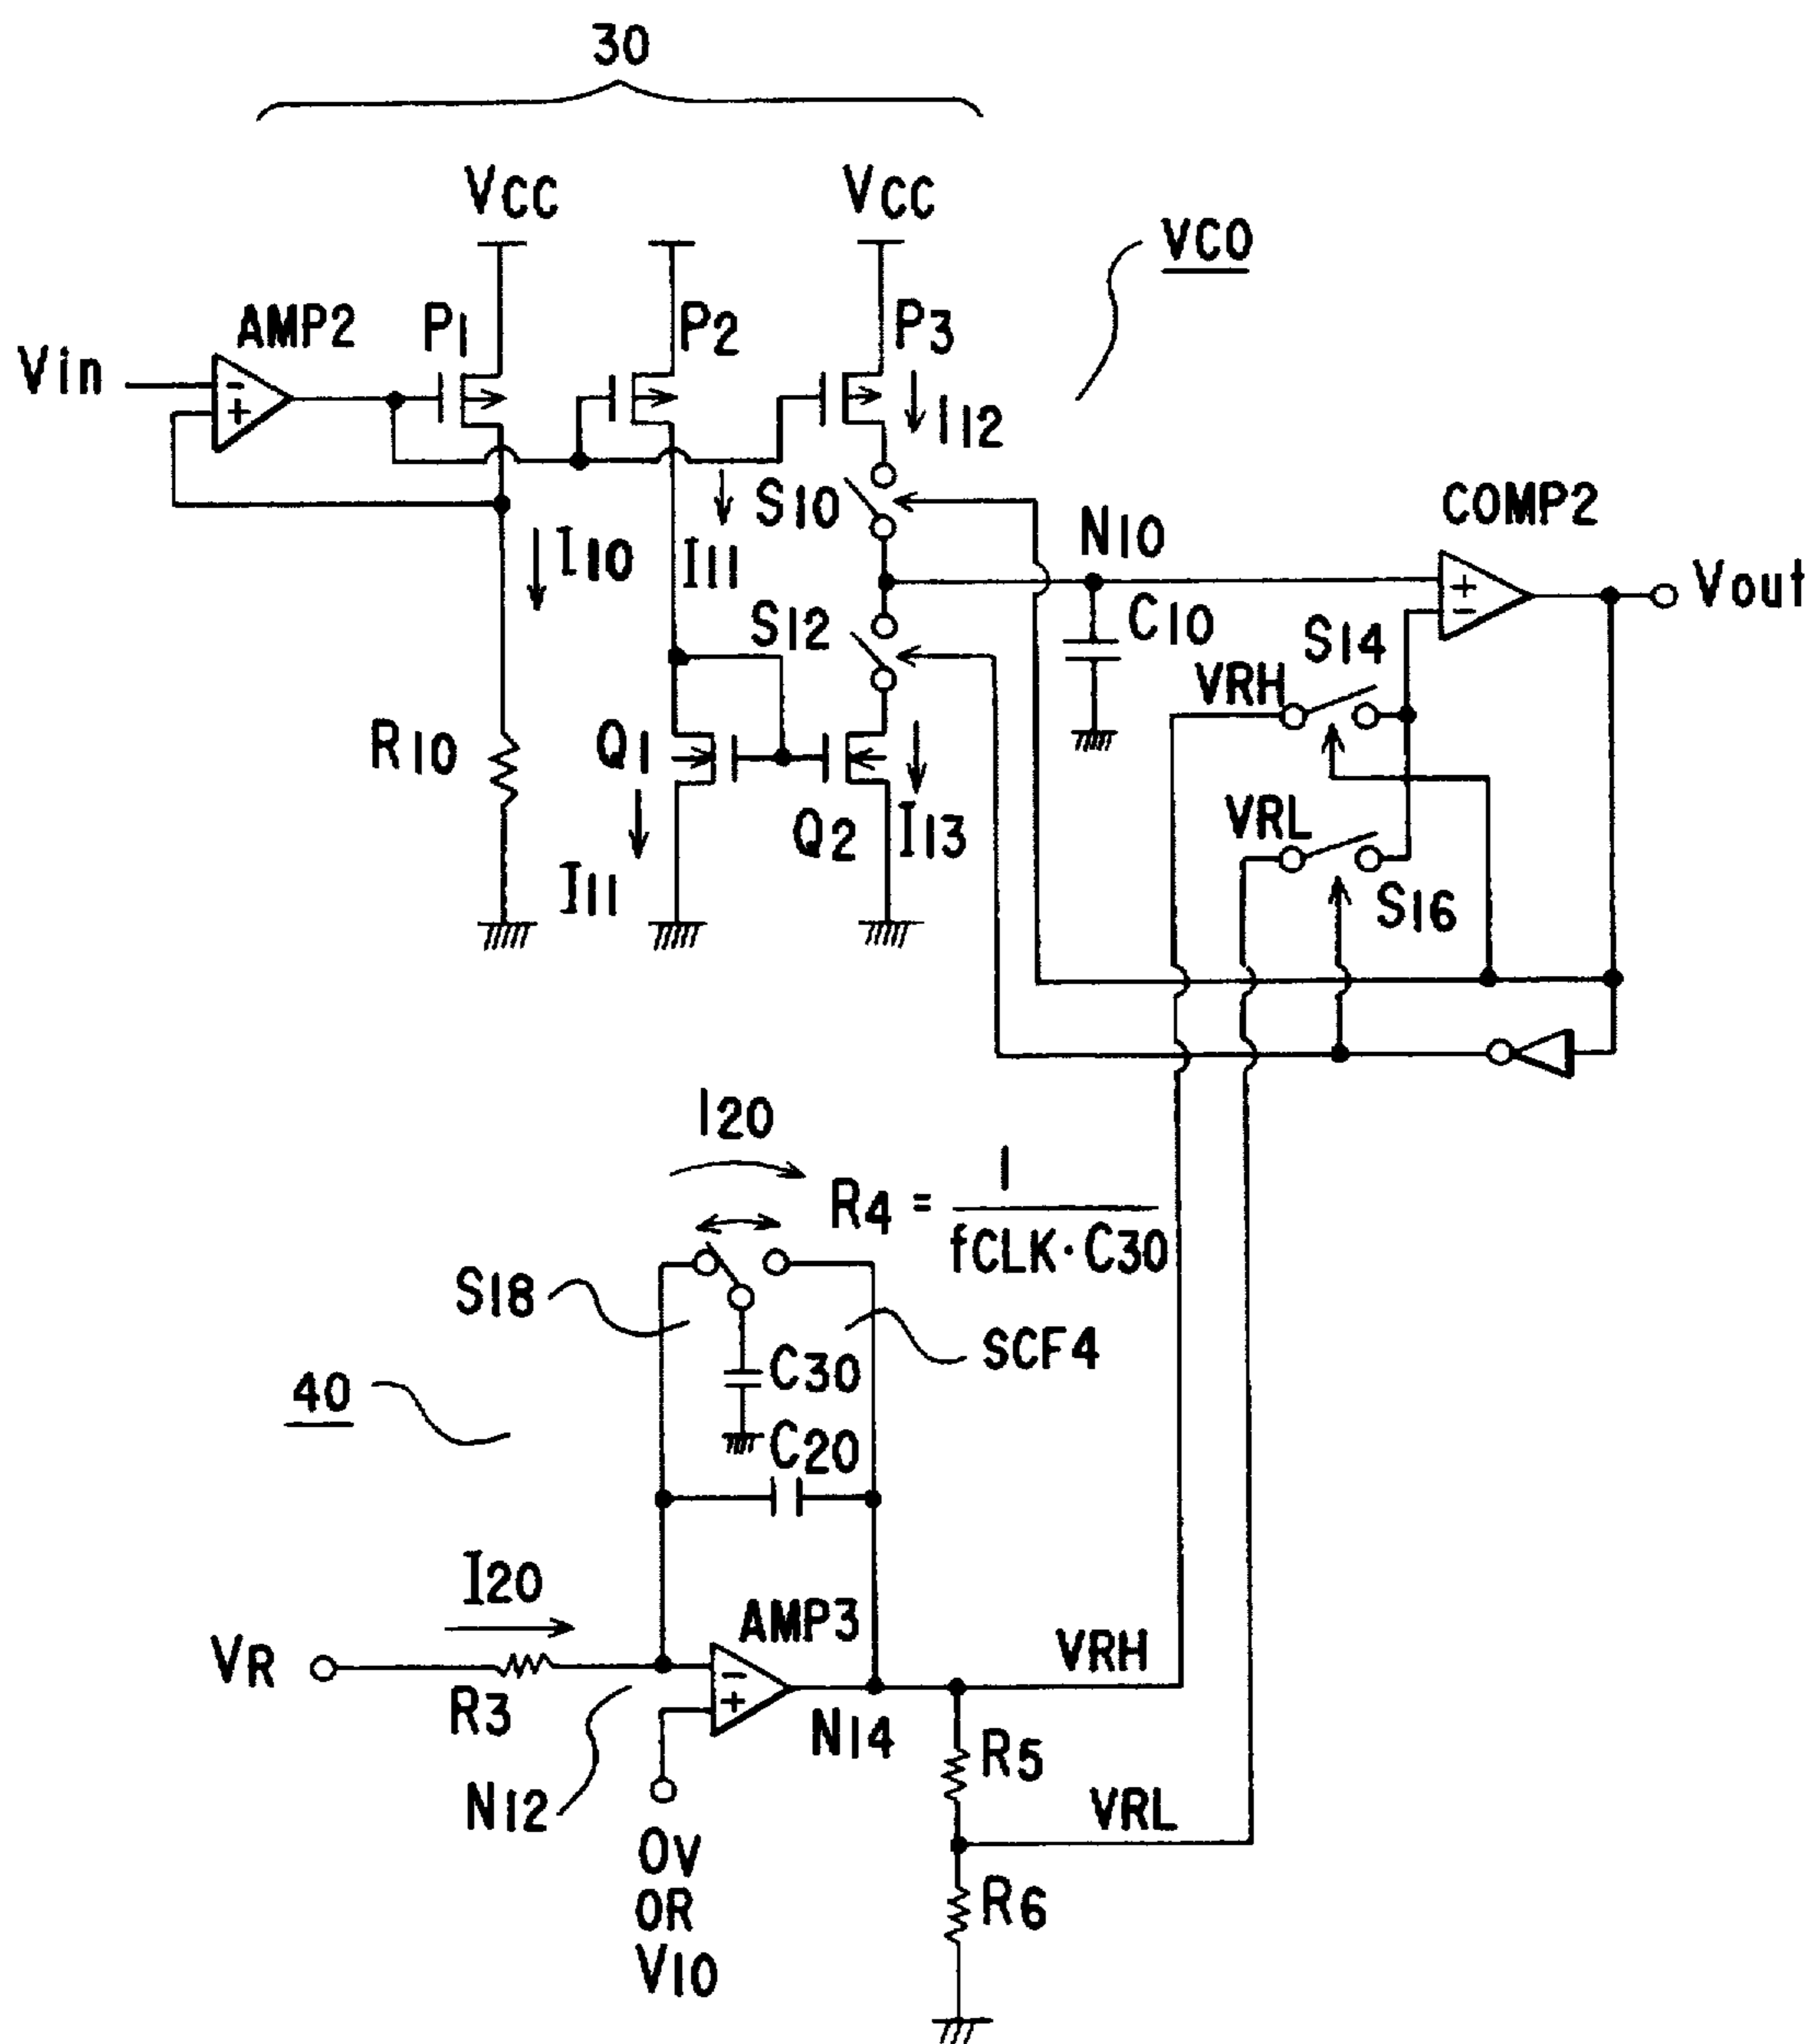 30
VCC
VCC
VCO
AMP2
P1
P2
P3
Vin
-
+
I12
S10
COMP2
I10
I11
N10
+
-
Vout
S12
C10
S14
VRH
R10
Q1
Q2
I13
VRL
I11
S16
I20
R4 = 1 / fCLK·C30
S18
SCF4
C30
40
C20
I20
AMP3
VR
-
+
VRH
R3
N14
R5
N12
VRL
0V
OR
V10
R6